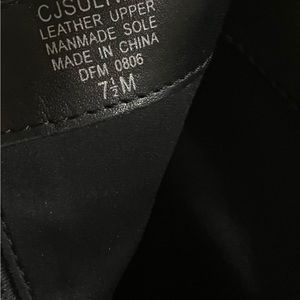 LEATHER UPPER
MANMADE SOLE
MADE IN CHINA
DFM 0806
7½M